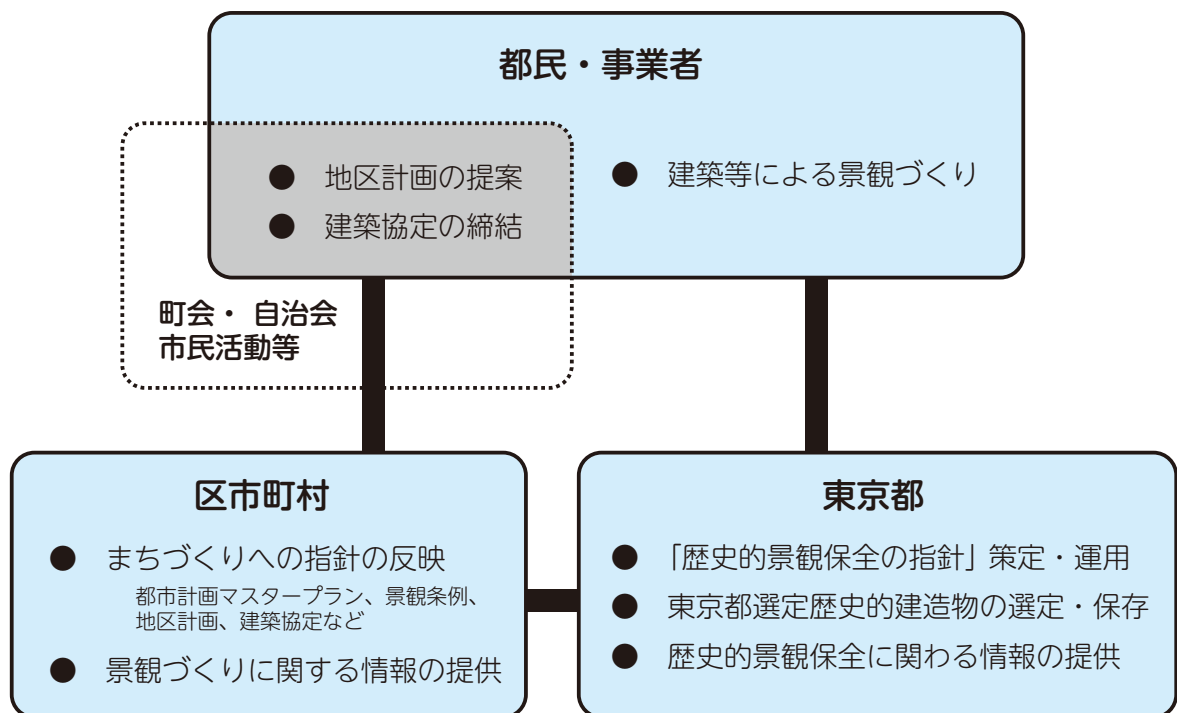 都民・事業者
● 地区計画の提案
● 建築協定の締結
● 建築等による景観づくり
町会・ 自治会
市民活動等
区市町村
● まちづくりへの指針の反映
都市計画マスタープラン、景観条例、
地区計画、建築協定など
● 景観づくりに関する情報の提供
東京都
● 「歴史的景観保全の指針」策定・運用
● 東京都選定歴史的建造物の選定・保存
● 歴史的景観保全に関わる情報の提供